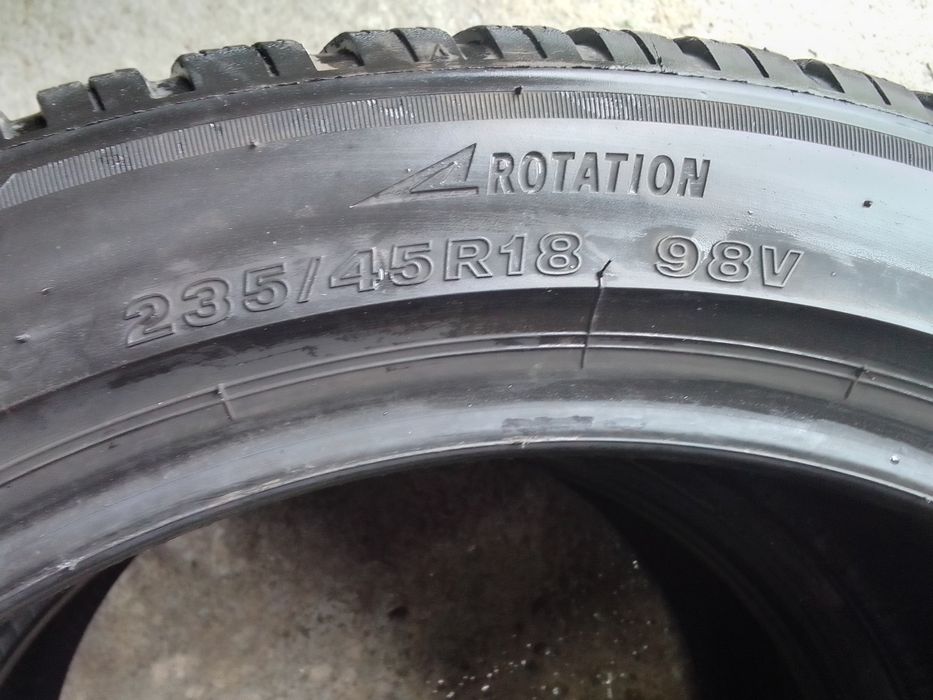 ROTATION
235/45R18 98V